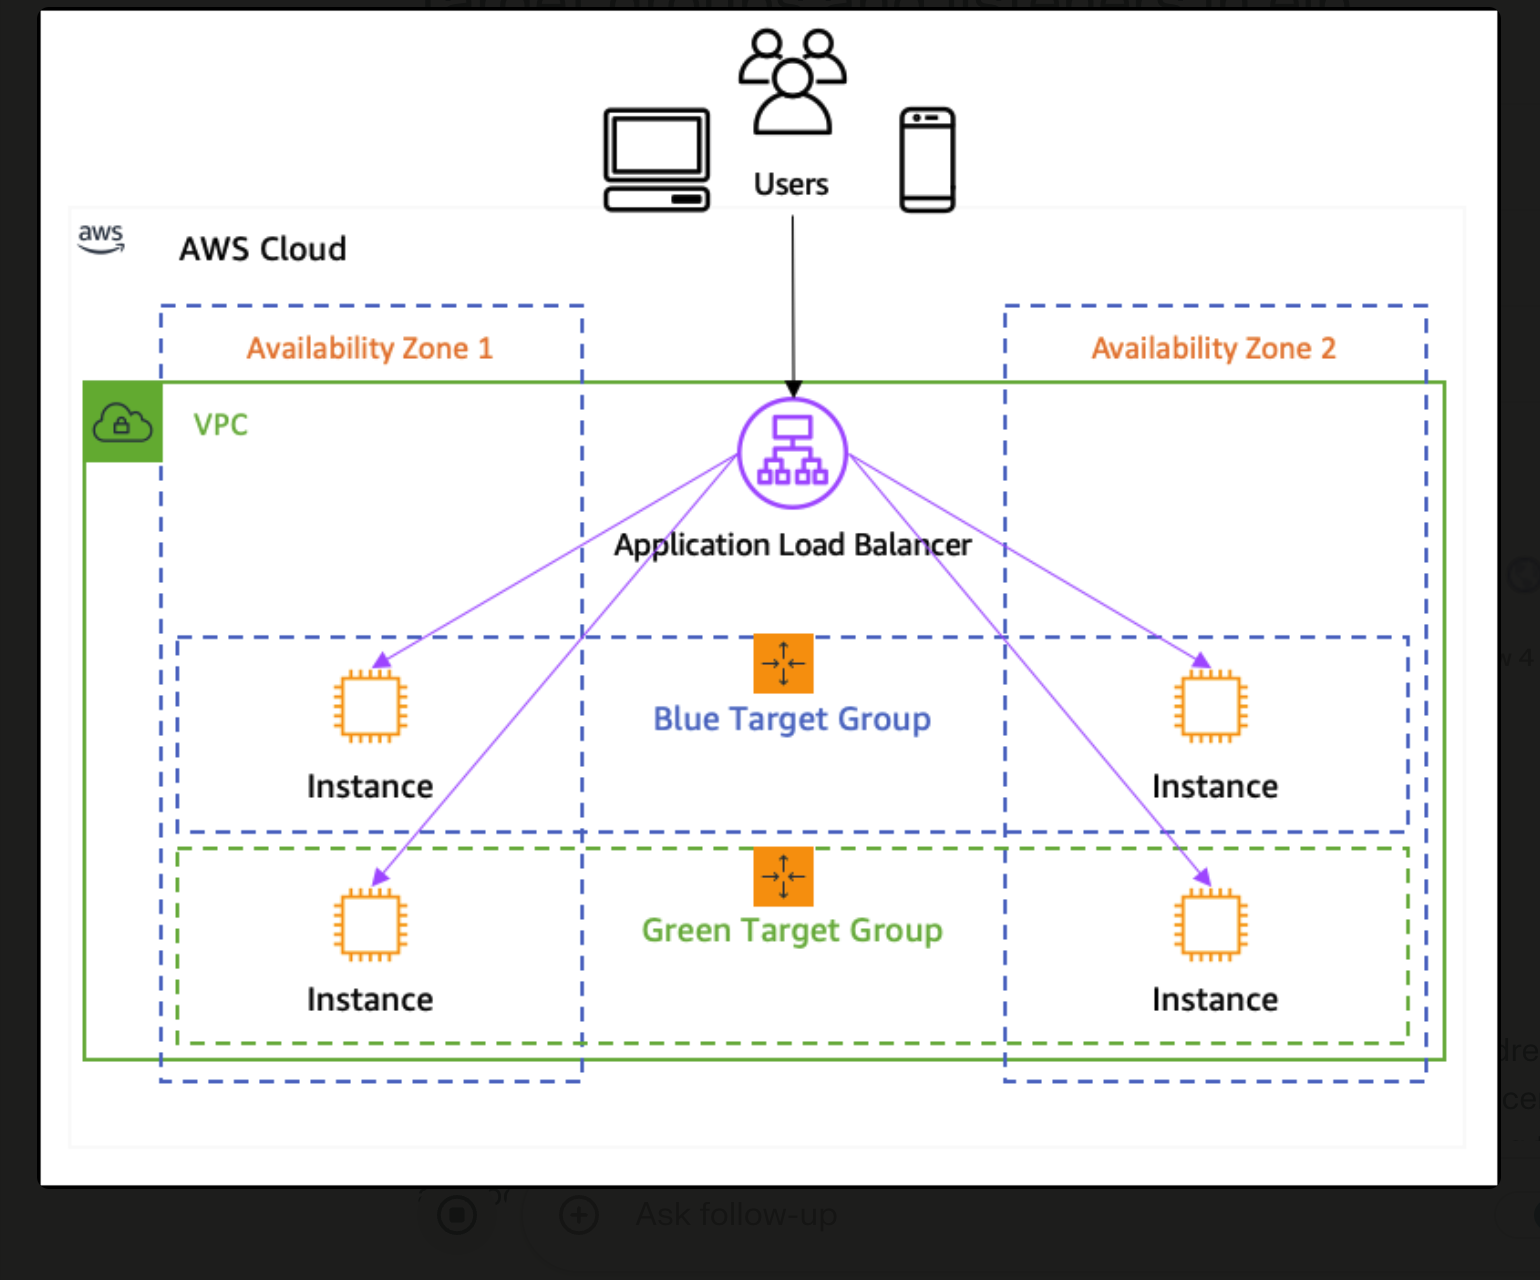 Users
aws
AWS Cloud
Availability Zone 1
Availability Zone 2
VPC
Application Load Balancer
Blue Target Group
Instance
Instance
Green Target Group
Instance
Instance
Ask follow-up